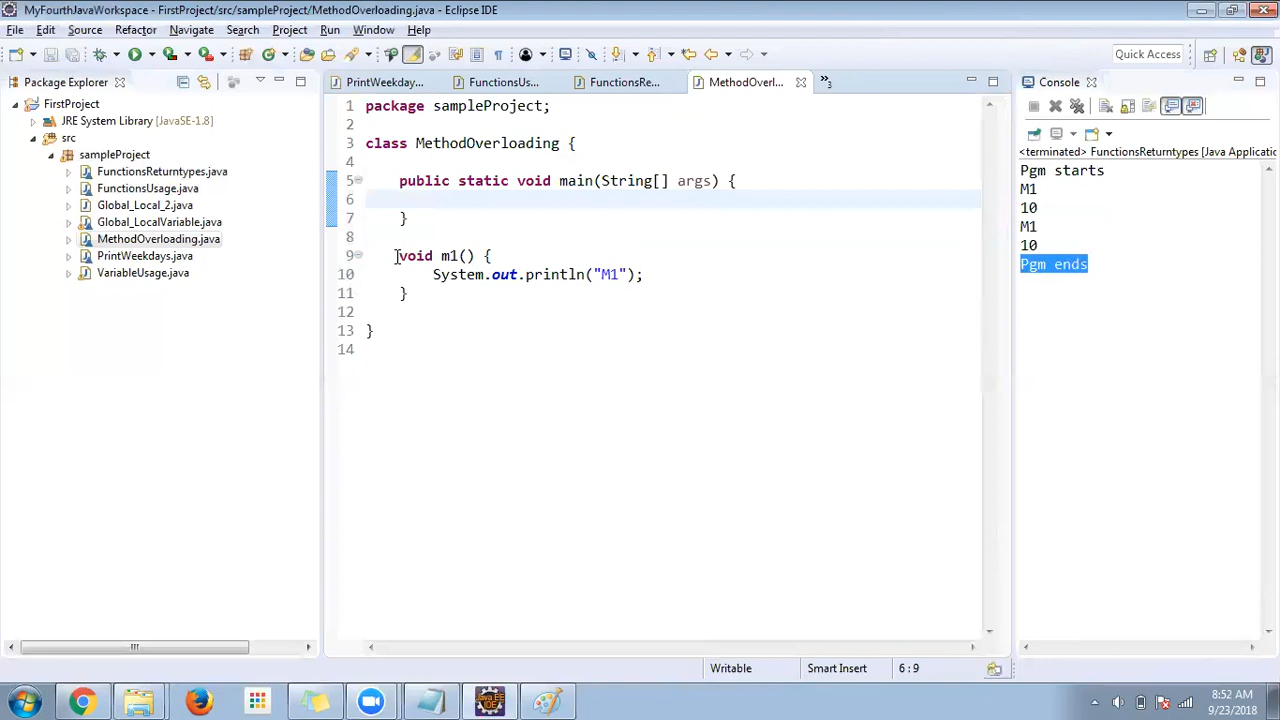 MyFourthJavaWorkspace - FirstProject/src/sampleProject/MethodOverloading.java - Eclipse IDE
File Edit Source Refactor Navigate Search Project Run Window Help
Quick Access
Package Explorer
FirstProject
JRE System Library [JavaSE-1.8]
src
sampleProject
FunctionsReturntypes.java
FunctionsUsage.java
Global_Local_2.java
Global_LocalVariable.java
MethodOverloading.java
PrintWeekdays.java
VariableUsage.java
PrintWeekday... FunctionsUs... FunctionsRe... MethodOverl... »3
1 package sampleProject;
2
3 class MethodOverloading {
4
5 public static void main(String[] args) {
6
7 }
8
9 void m1() {
10 System.out.println("M1");
11 }
12
13 }
14
Console
<terminated> FunctionsReturntypes [Java Applicatio
Pgm starts
M1
10
M1
10
Pgm ends
Writable Smart Insert 6 : 9
Java EE
IDE
8:52 AM
9/23/2018